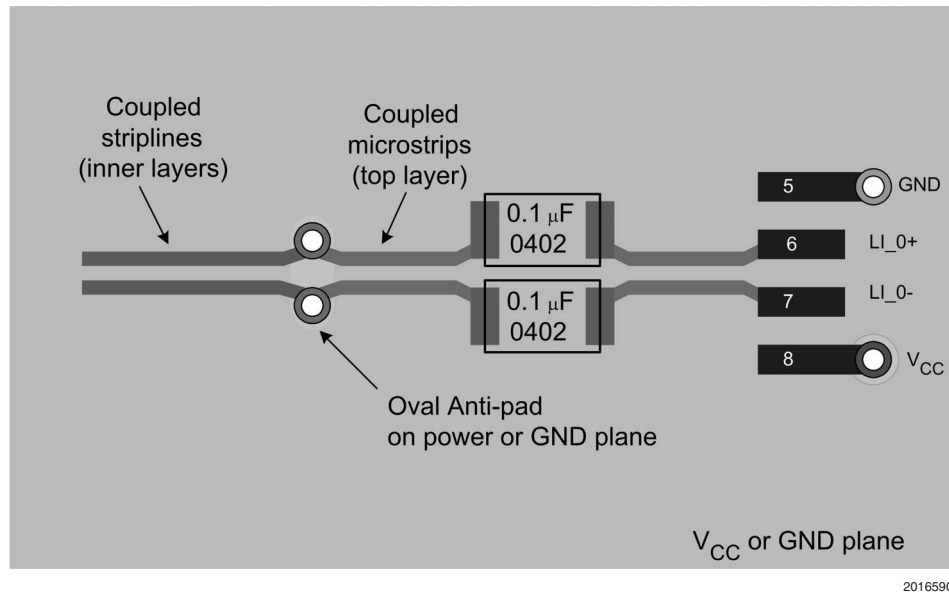 Coupled
striplines
(inner layers)
Coupled
microstrips
(top layer)
0.1 μF
0402
0.1 μF
0402
5
GND
6
LI_0+
7
LI_0-
8
VCC
Oval Anti-pad
on power or GND plane
VCC or GND plane
2016590